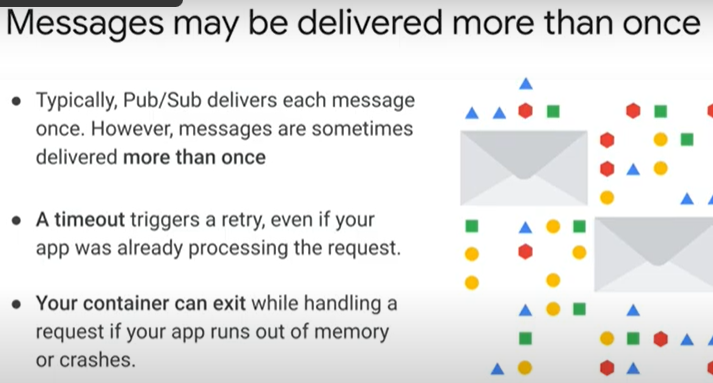 Messages may be delivered more than once
● Typically, Pub/Sub delivers each message
once. However, messages are sometimes
delivered more than once
● A timeout triggers a retry, even if your
app was already processing the request.
● Your container can exit while handling a
request if your app runs out of memory
or crashes.